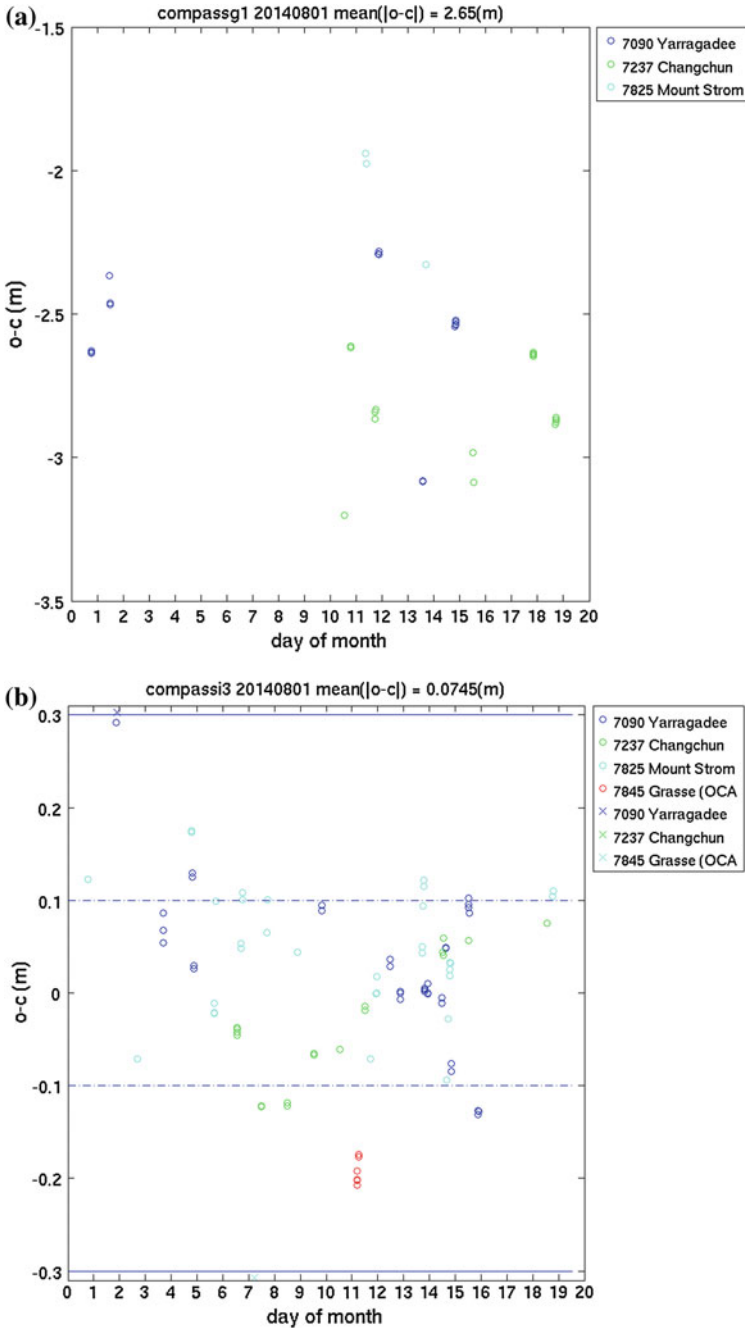 (a)
compassg1 20140801 mean(|o-c|) = 2.65(m)
-1.5
-2
-2.5
-3
-3.5
o-c (m)
0 1 2 3 4 5 6 7 8 9 10 11 12 13 14 15 16 17 18 19 20
day of month
7090 Yarragadee
7237 Changchun
7825 Mount Strom
(b)
compassi3 20140801 mean(|o-c|) = 0.0745(m)
0.3
0.2
0.1
0
-0.1
-0.2
-0.3
o-c (m)
0 1 2 3 4 5 6 7 8 9 10 11 12 13 14 15 16 17 18 19 20
day of month
7090 Yarragadee
7237 Changchun
7825 Mount Strom
7845 Grasse (OCA
7090 Yarragadee
7237 Changchun
7845 Grasse (OCA